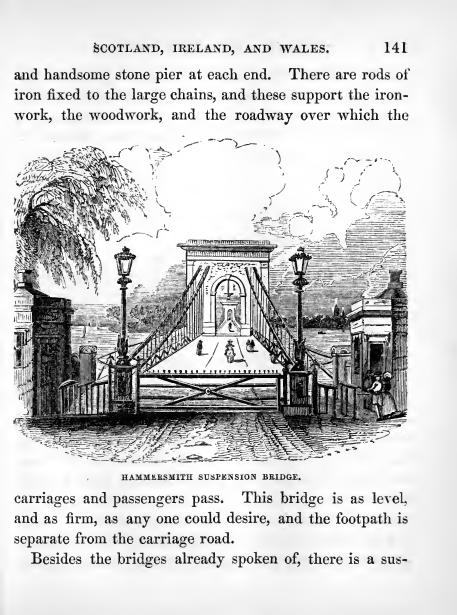 SCOTLAND, IRELAND, AND WALES. 141
and handsome stone pier at each end. There are rods of
iron fixed to the large chains, and these support the iron-
work, the woodwork, and the roadway over which the
HAMMERSMITH SUSPENSION BRIDGE.
carriages and passengers pass. This bridge is as level,
and as firm, as any one could desire, and the footpath is
separate from the carriage road.
Besides the bridges already spoken of, there is a sus-